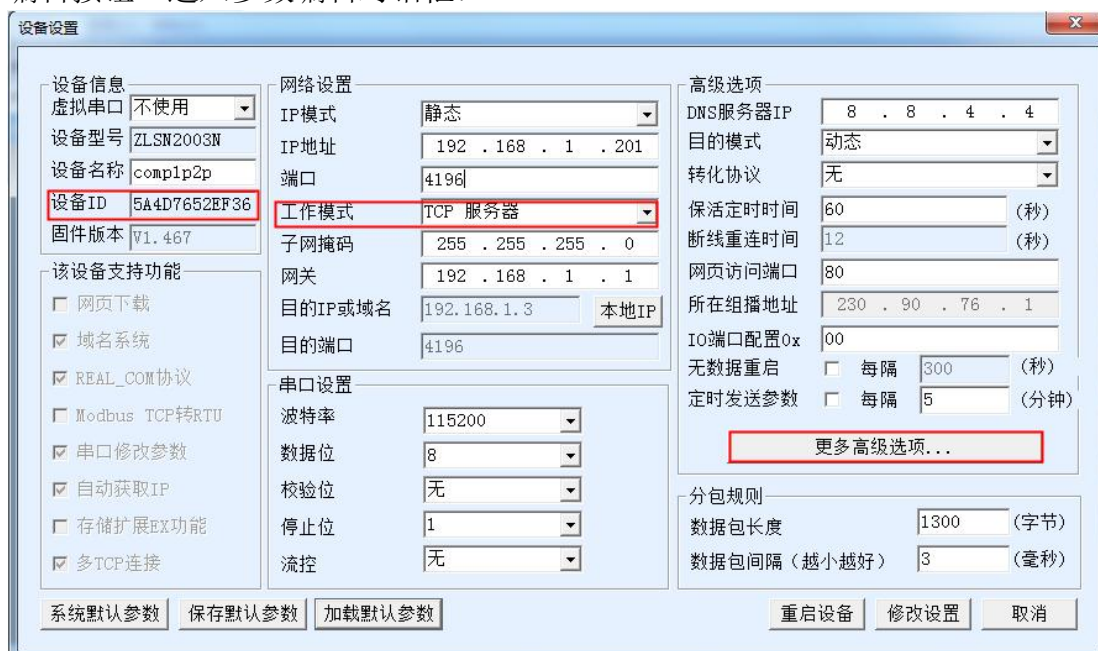 设备设置
设备信息
虚拟串口 不使用
设备型号 ZLSN2003N
设备名称 comp1p2p
设备ID 5A4D7652EF36
固件版本 V1.467
该设备支持功能
网页下载
域名系统
REAL_COM协议
Modbus TCP转RTU
串口修改参数
自动获取IP
存储扩展EX功能
多TCP连接
网络设置
IP模式 静态
IP地址 192 .168 . 1 .201
端口 4196
工作模式 TCP 服务器
子网掩码 255 .255 .255 . 0
网关 192 .168 . 1 . 1
目的IP或域名 192.168.1.3 本地IP
目的端口 4196
串口设置
波特率 115200
数据位 8
校验位 无
停止位 1
流控 无
高级选项
DNS服务器IP 8 . 8 . 4 . 4
目的模式 动态
转化协议 无
保活定时时间 60 (秒)
断线重连时间 12 (秒)
网页访问端口 80
所在组播地址 230 . 90 . 76 . 1
IO端口配置0x 00
无数据重启 每隔 300 (秒)
定时发送参数 每隔 5 (分钟)
更多高级选项...
分包规则
数据包长度 1300 (字节)
数据包间隔（越小越好） 3 (毫秒)
系统默认参数 保存默认参数 加载默认参数 重启设备 修改设置 取消